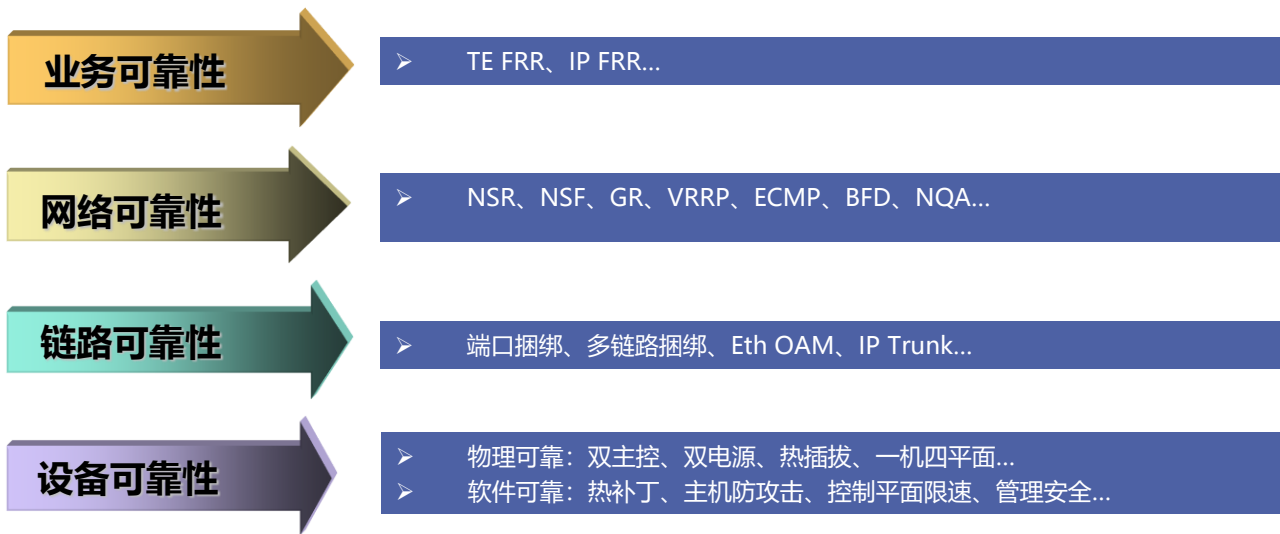 业务可靠性
➢ TE FRR、IP FRR...
网络可靠性
➢ NSR、NSF、GR、VRRP、ECMP、BFD、NQA...
链路可靠性
➢ 端口捆绑、多链路捆绑、Eth OAM、IP Trunk...
设备可靠性
➢ 物理可靠：双主控、双电源、热插拔、一机四平面...
➢ 软件可靠：热补丁、主机防攻击、控制平面限速、管理安全...